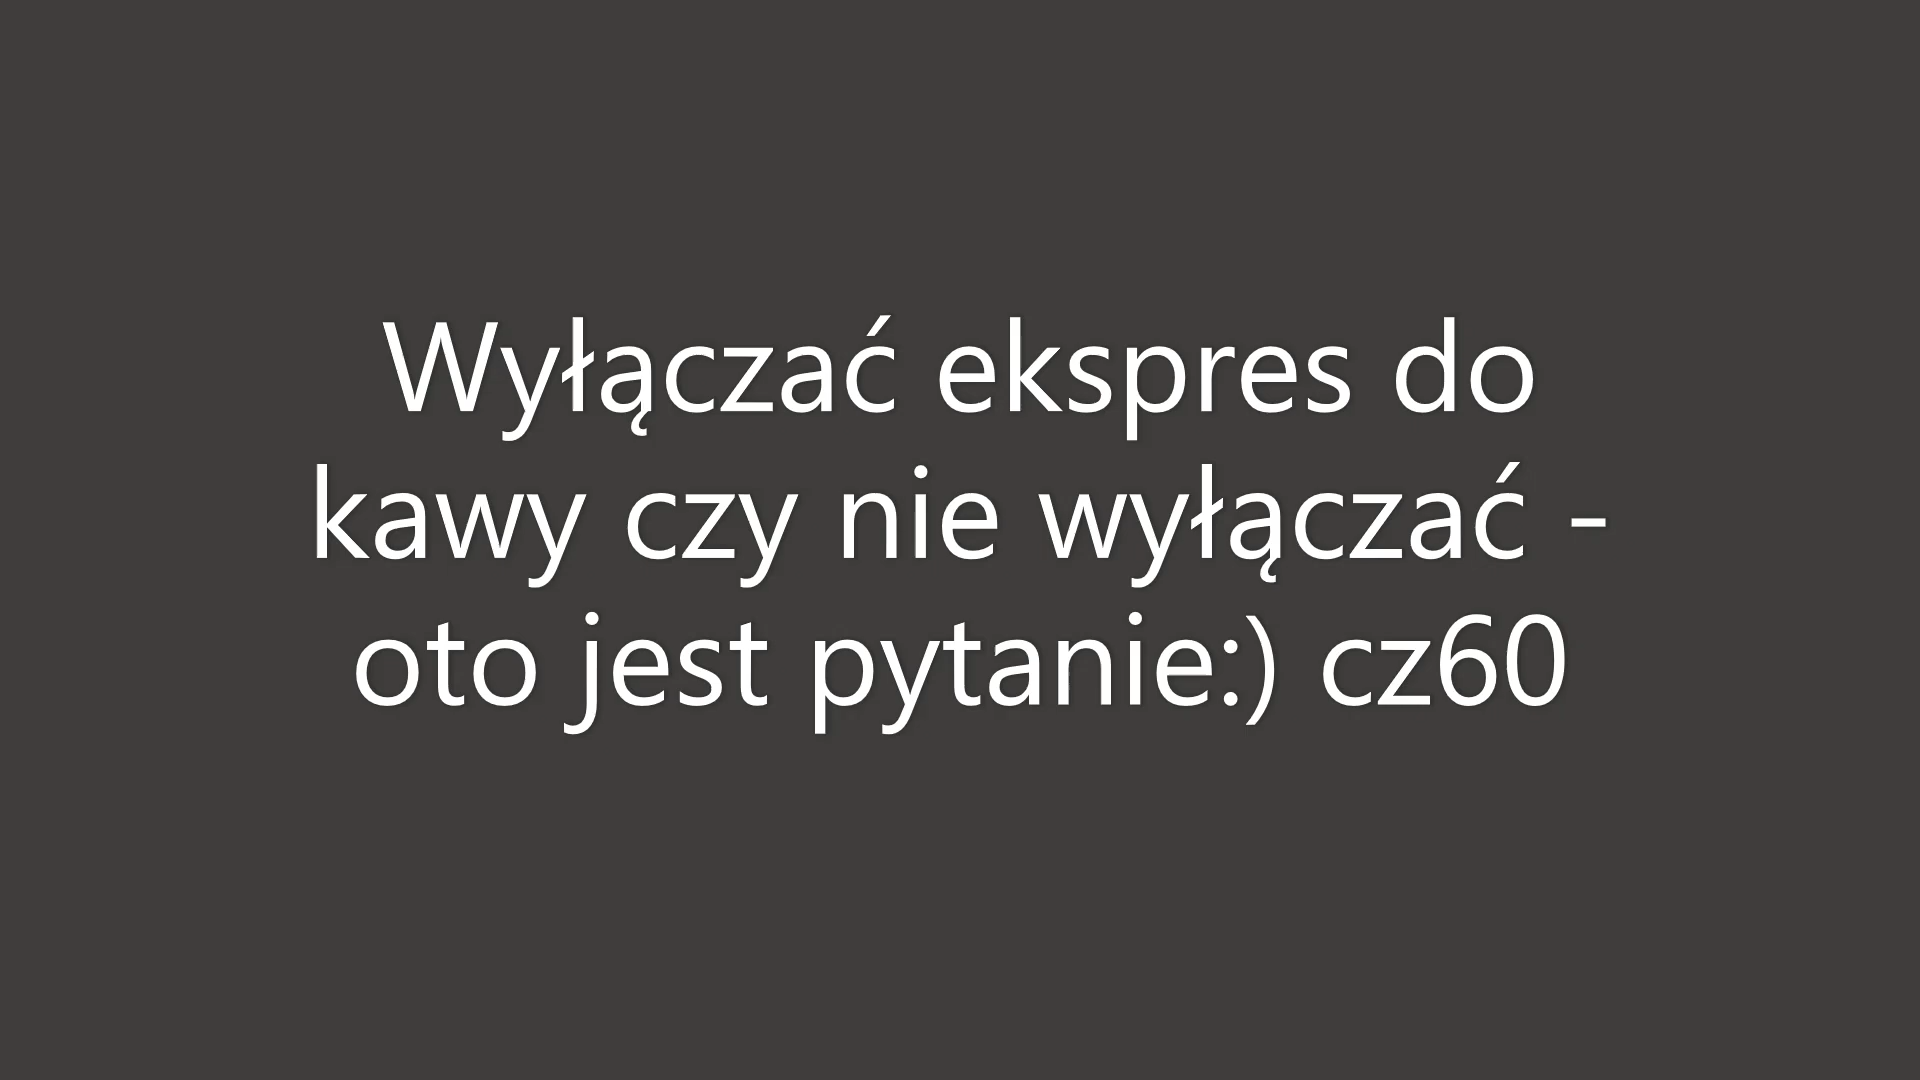 Wyłączać ekspres do
kawy czy nie wyłączać -
oto jest pytanie:) cz60